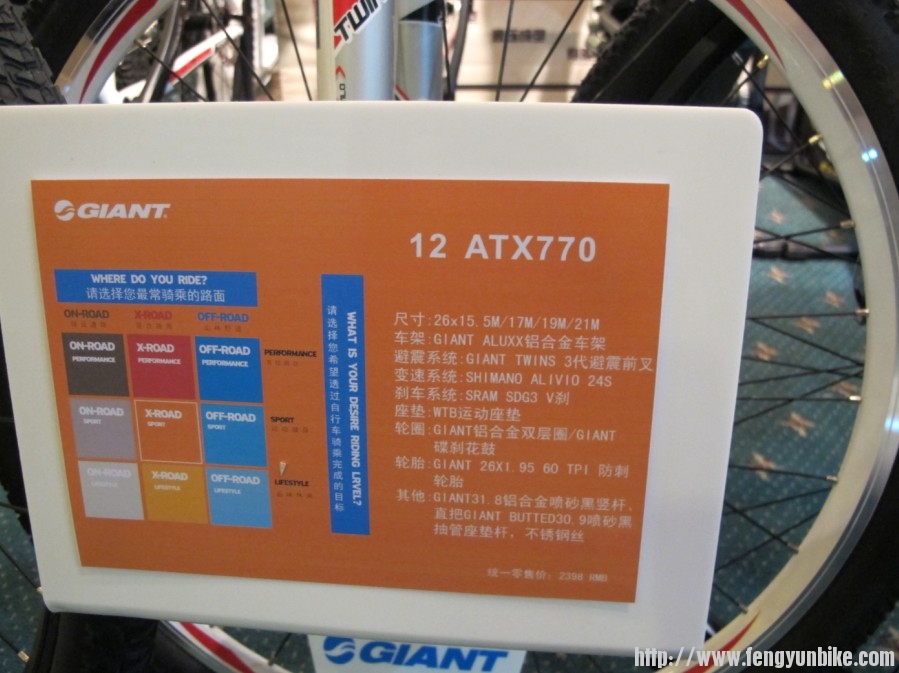 TWIN
GIANT
12 ATX770
WHERE DO YOU RIDE?
请选择您最常骑乘的路面
ON-ROAD X-ROAD OFF-ROAD
ON-ROAD PERFORMANCE
X-ROAD PERFORMANCE
OFF-ROAD PERFORMANCE
PERFORMANCE
ON-ROAD SPORT
X-ROAD SPORT
OFF-ROAD SPORT
SPORT
ON-ROAD LIFESTYLE
X-ROAD LIFESTYLE
OFF-ROAD LIFESTYLE
LIFESTYLE
WHAT IS YOUR DESIRE RIDING LRVEL?
请选择您希望透过自行车骑乘完成的目标
尺寸:26x15.5M/17M/19M/21M
车架:GIANT ALUXX铝合金车架
避震系统:GIANT TWINS 3代避震前叉
变速系统:SHIMANO ALIVIO 24S
刹车系统:SRAM SDG3 V刹
座垫:WTB运动座垫
轮圈:GIANT铝合金双层圈/GIANT
碟刹花鼓
轮胎:GIANT 26X1.95 60 TPI 防刺
轮胎
其他:GIANT31.8铝合金喷砂黑竖杆、
直把GIANT BUTTED30.9喷砂黑
抽管座垫杆, 不锈钢丝
统一零售价: 2398 RMB
GIANT
http://www.fengyunbike.com